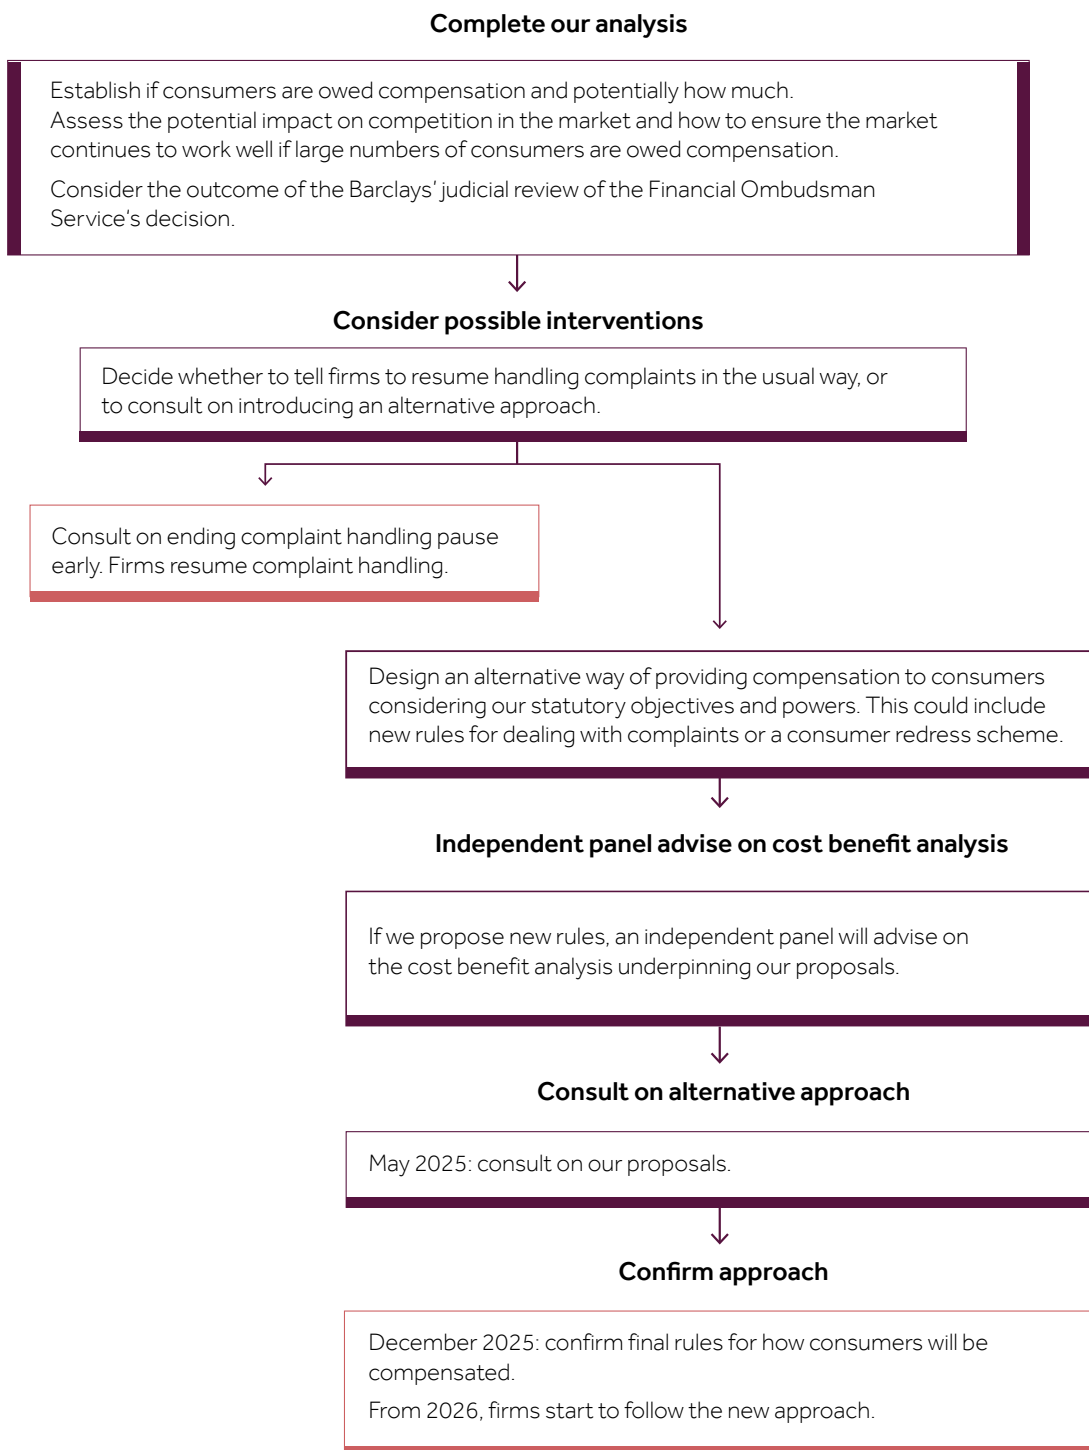 Complete our analysis
Establish if consumers are owed compensation and potentially how much.
Assess the potential impact on competition in the market and how to ensure the market
continues to work well if large numbers of consumers are owed compensation.
Consider the outcome of the Barclays’ judicial review of the Financial Ombudsman
Service’s decision.
Consider possible interventions
Decide whether to tell firms to resume handling complaints in the usual way, or
to consult on introducing an alternative approach.
Consult on ending complaint handling pause
early. Firms resume complaint handling.
Design an alternative way of providing compensation to consumers
considering our statutory objectives and powers. This could include
new rules for dealing with complaints or a consumer redress scheme.
Independent panel advise on cost benefit analysis
If we propose new rules, an independent panel will advise on
the cost benefit analysis underpinning our proposals.
Consult on alternative approach
May 2025: consult on our proposals.
Confirm approach
December 2025: confirm final rules for how consumers will be
compensated.
From 2026, firms start to follow the new approach.